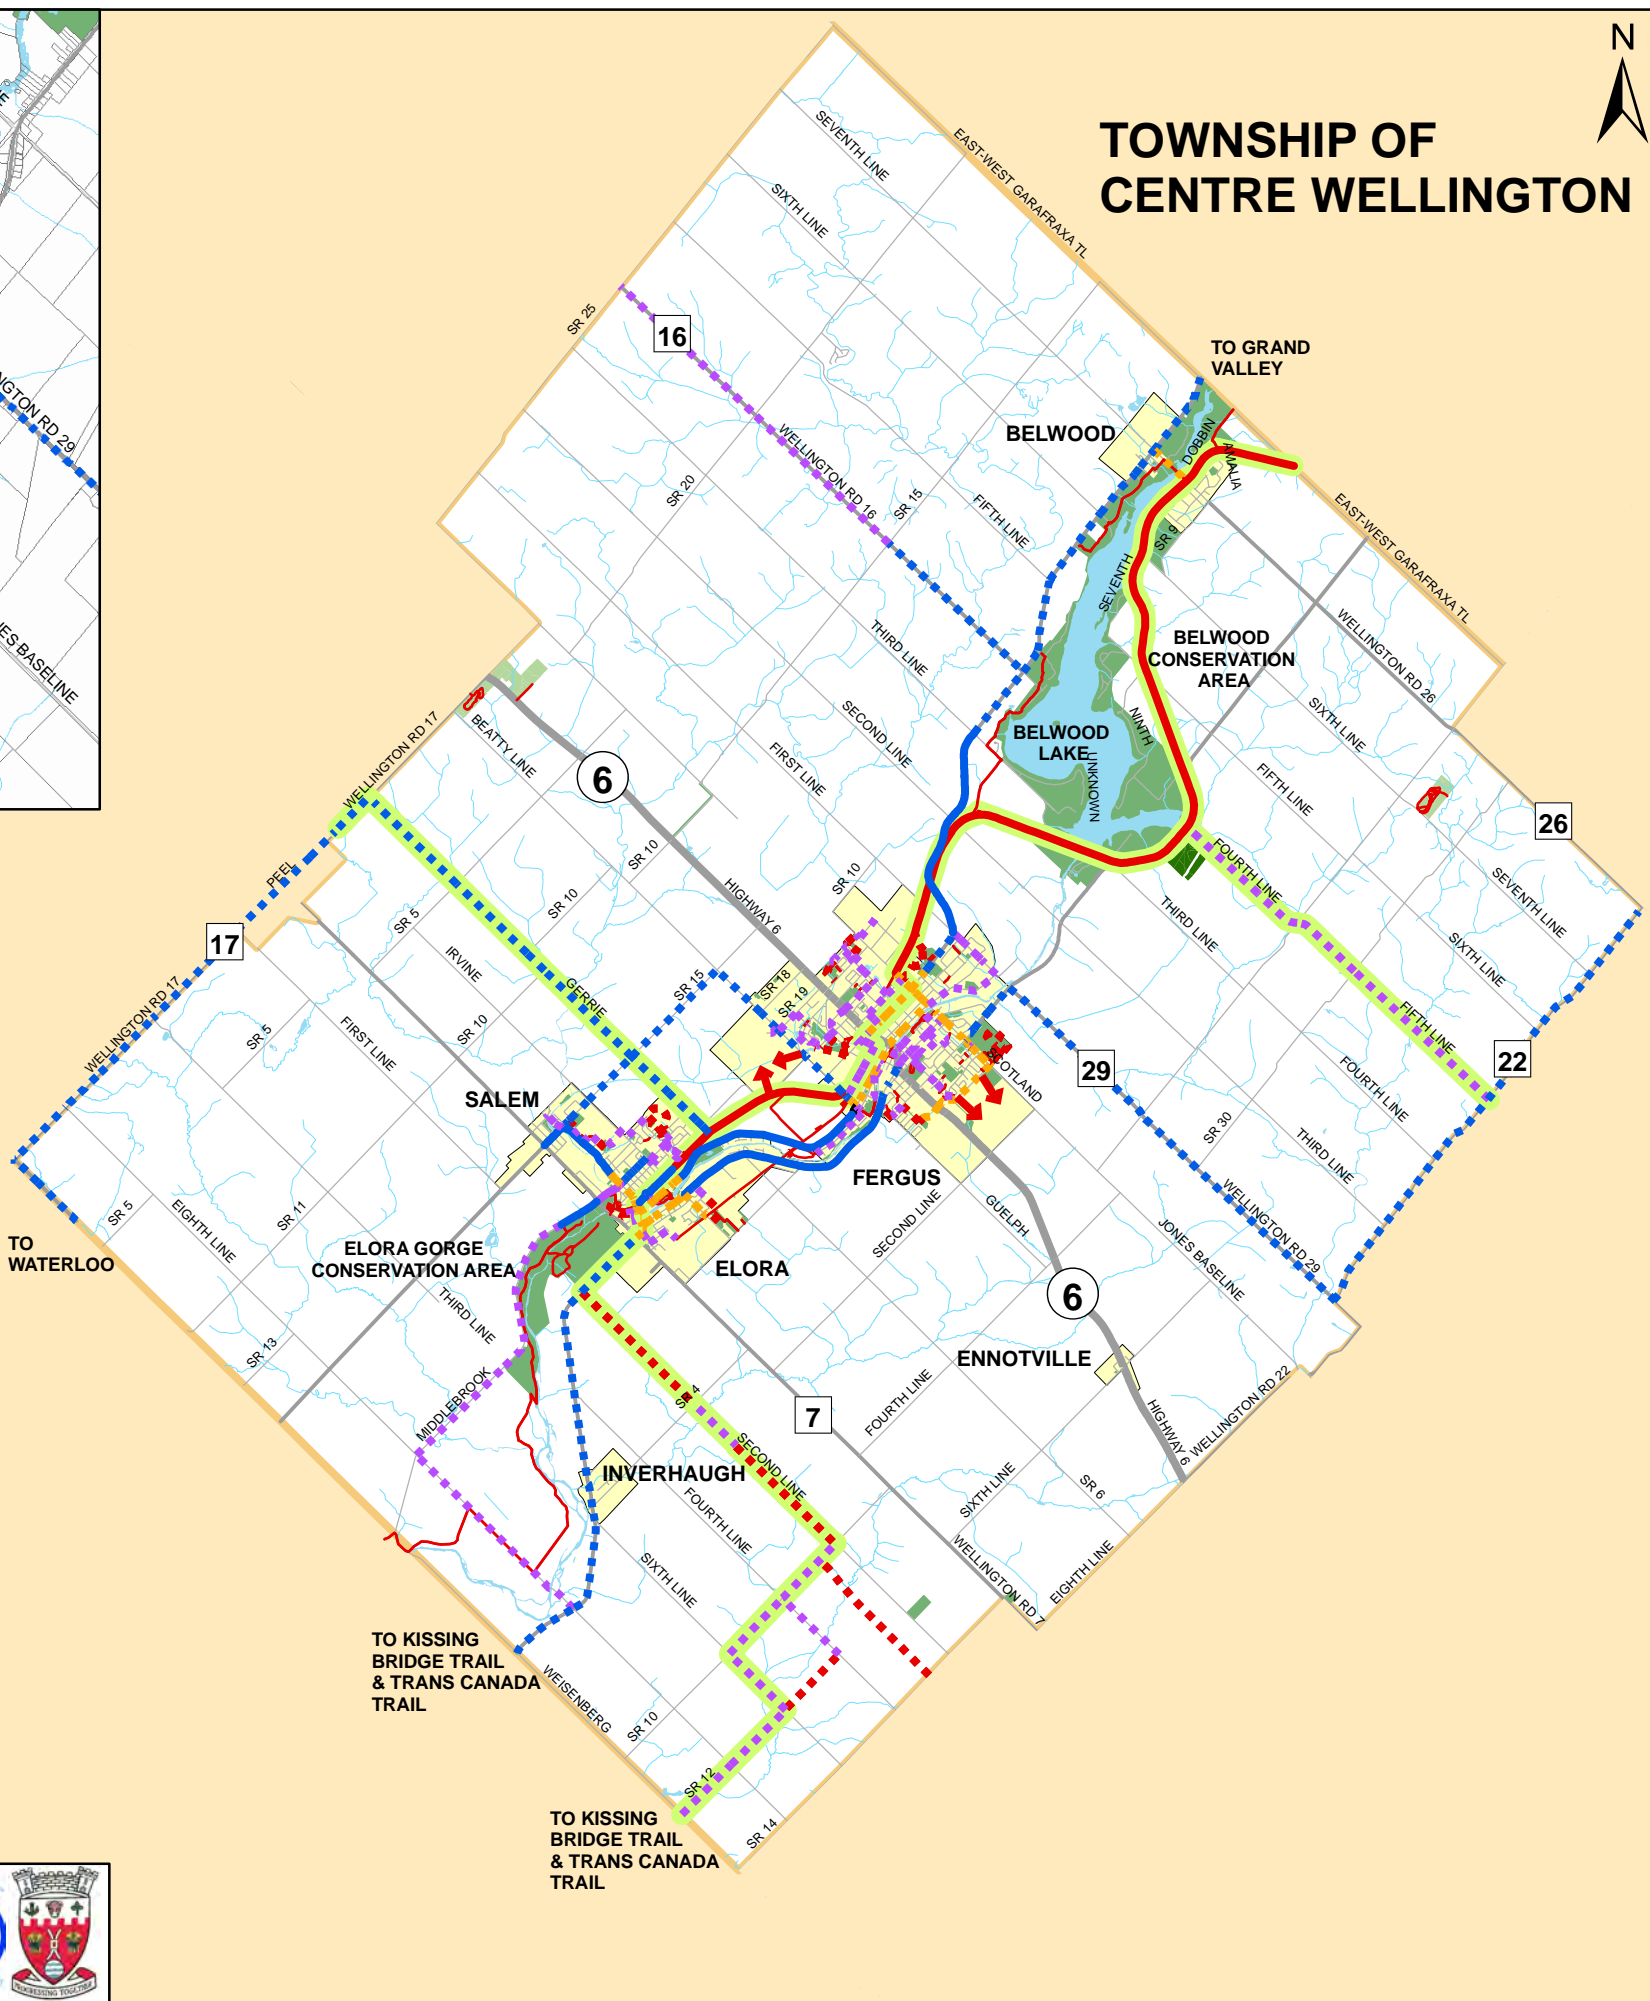 N
TOWNSHIP OF
CENTRE WELLINGTON
SEVENTH LINE
EAST-WEST GARAFRAXA TL
SIXTH LINE
SR 25
16
TO GRAND
VALLEY
NGTON RD 29
BELWOOD
DOBBIN
AMALIA
WELLINGTON RD 16
SR 20
SR 15
FIFTH LINE
SR 9
EAST-WEST GARAFRAXA TL
SEVENTH
THIRD LINE
BELWOOD
CONSERVATION
AREA
WELLINGTON RD 26
ES BASELINE
SIXTH LINE
NINTH
BELWOOD
LAKE
UNKNOWN
SECOND LINE
FIRST LINE
BEATTY LINE
WELLINGTON RD 17
6
FIFTH LINE
26
FOURTH LINE
SR 10
SR 10
SR 10
HIGHWAY 6
PEEL
SEVENTH LINE
THIRD LINE
SIXTH LINE
SR 5
17
IRVINE
GERRIE
SR 15
SR 18
SR 19
WELLINGTON RD 17
SR 5
FIRST LINE
SR 10
FIFTH LINE
22
29
SCOTLAND
FOURTH LINE
SALEM
SR 30
THIRD LINE
FERGUS
SR 5
EIGHTH LINE
SR 11
SECOND LINE
GUELPH
WELLINGTON RD 29
JONES BASELINE
TO
WATERLOO
ELORA GORGE
CONSERVATION AREA
ELORA
6
THIRD LINE
SR 13
ENNOTVILLE
SR 4
MIDDLEBROOK
7
FOURTH LINE
WELLINGTON RD 22
HIGHWAY 6
SECOND LINE
INVERHAUGH
FOURTH LINE
SIXTH LINE
SR 6
SIXTH LINE
WELLINGTON RD 7
EIGHTH LINE
TO KISSING
BRIDGE TRAIL
& TRANS CANADA
TRAIL
WEISENBERG
SR 10
SR 12
SR 14
TO KISSING
BRIDGE TRAIL
& TRANS CANADA
TRAIL